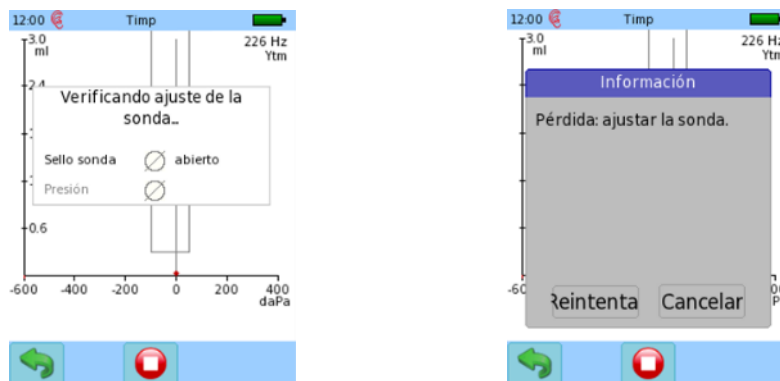 12:00 Timp
3.0
ml
226 Hz
Ytm
2.4
Verificando ajuste de la
sonda…
Sello sonda abierto
Presión
0.6
-600 -400 -200 0 200 400
daPa
12:00 Timp
3.0
ml
226 H
Ytm
Información
Pérdida: ajustar la sonda.
-60
Reintenta Cancelar